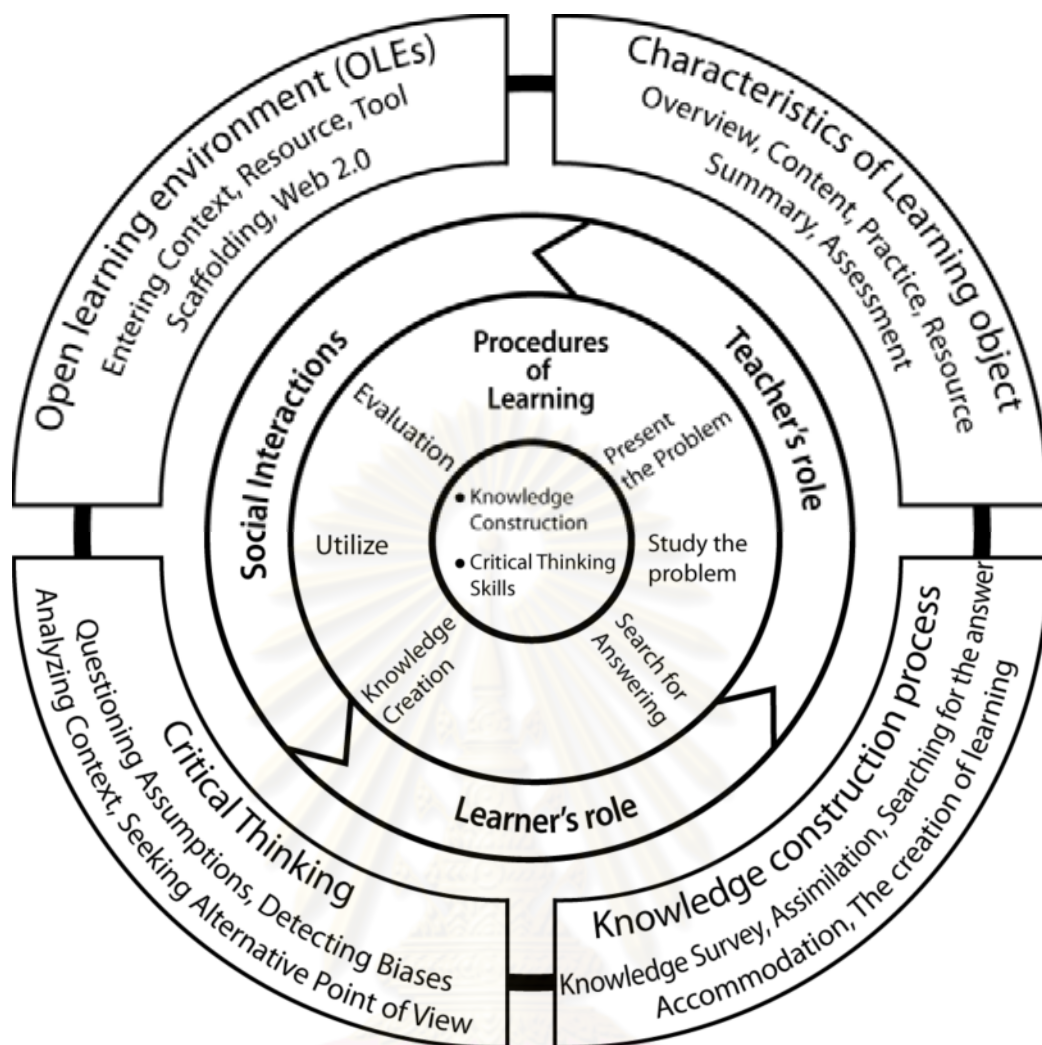 Open learning environment (OLEs)
Entering Context, Resource, Tool
Scaffolding, Web 2.0
Characteristics of Learning object
Overview, Content, Practice, Resource
Summary, Assessment
Social Interactions
Teacher's role
Learner's role
Procedures
of
Learning
Present
the Problem
Study the
problem
Search for
Answering
Knowledge
Creation
Utilize
Evaluation
• Knowledge
Construction
• Critical Thinking
Skills
Critical Thinking
Questioning Assumptions, Detecting Biases
Analyzing Context, Seeking Alternative Point of View
Knowledge construction process
Knowledge Survey, Assimilation, Searching for the answer
Accommodation, The creation of learning